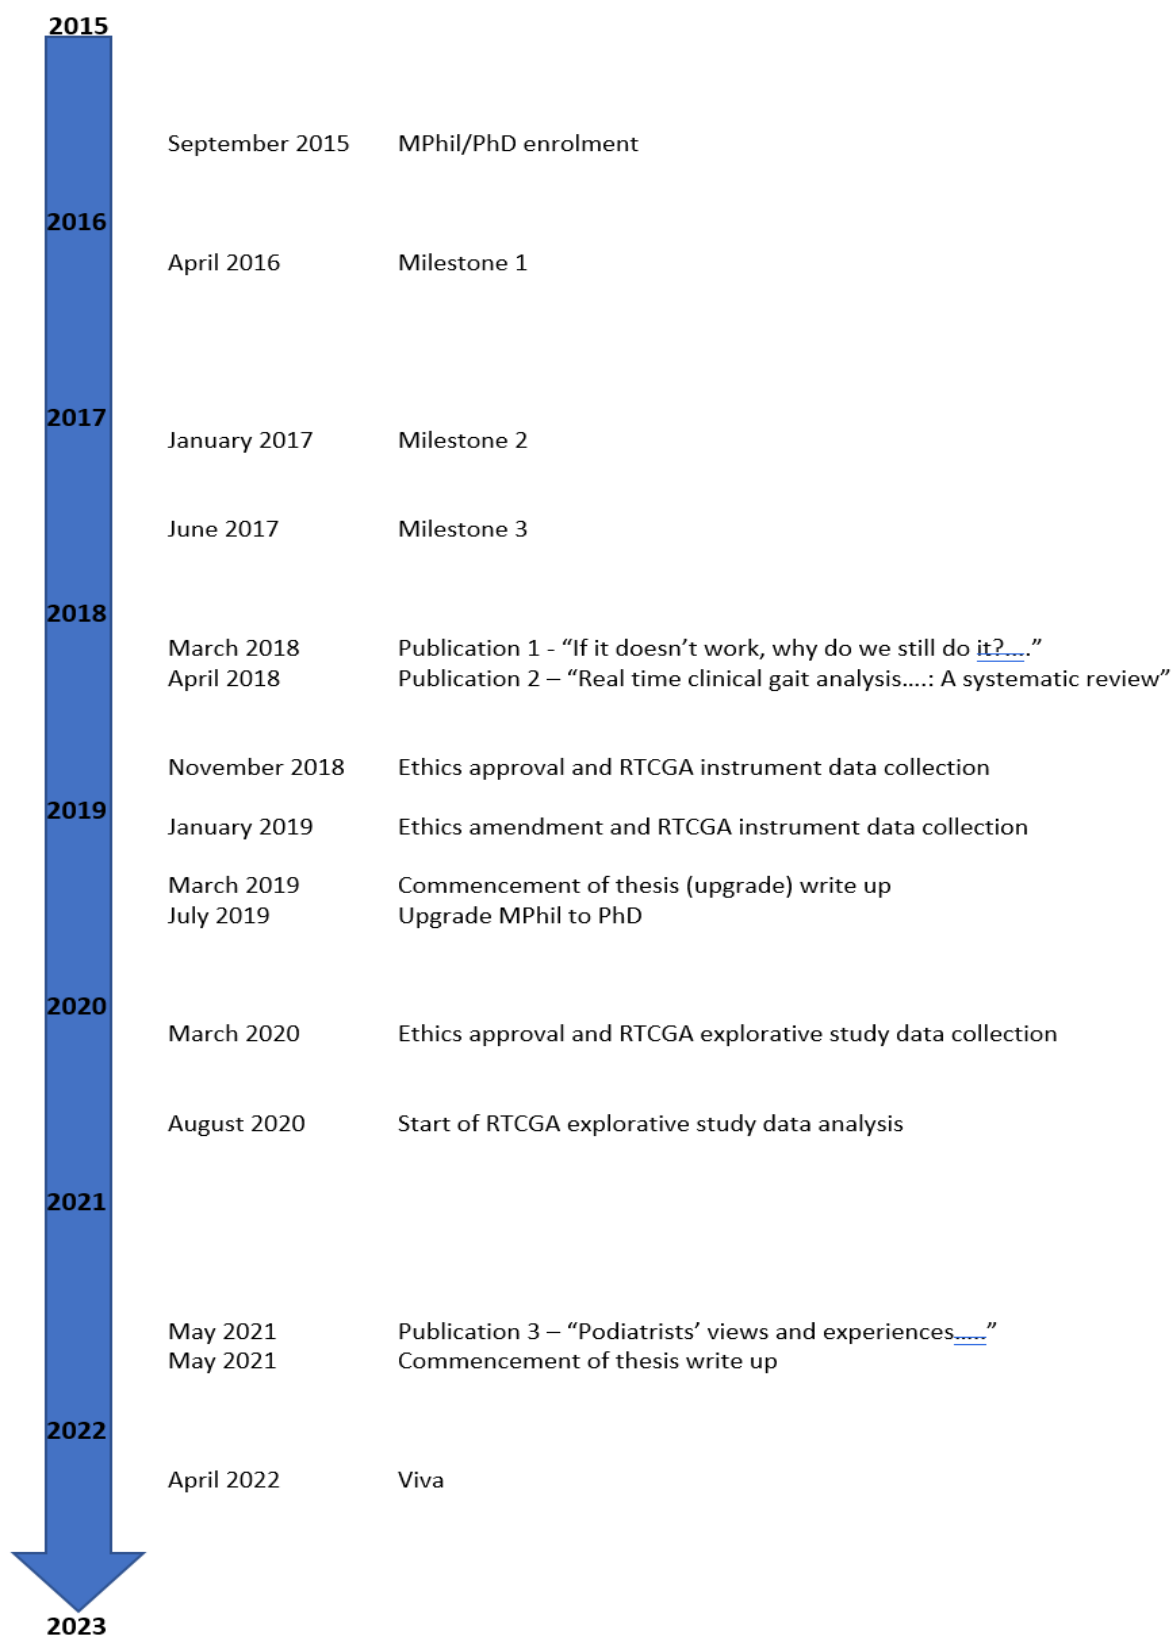 2015
September 2015 MPhil/PhD enrolment
2016
April 2016 Milestone 1
2017
January 2017 Milestone 2
June 2017 Milestone 3
2018
March 2018 Publication 1 - “If it doesn’t work, why do we still do it?....”
April 2018 Publication 2 – “Real time clinical gait analysis....: A systematic review”
November 2018 Ethics approval and RTCGA instrument data collection
2019
January 2019 Ethics amendment and RTCGA instrument data collection
March 2019 Commencement of thesis (upgrade) write up
July 2019 Upgrade MPhil to PhD
2020
March 2020 Ethics approval and RTCGA explorative study data collection
August 2020 Start of RTCGA explorative study data analysis
2021
May 2021 Publication 3 – “Podiatrists’ views and experiences.....”
May 2021 Commencement of thesis write up
2022
April 2022 Viva
2023